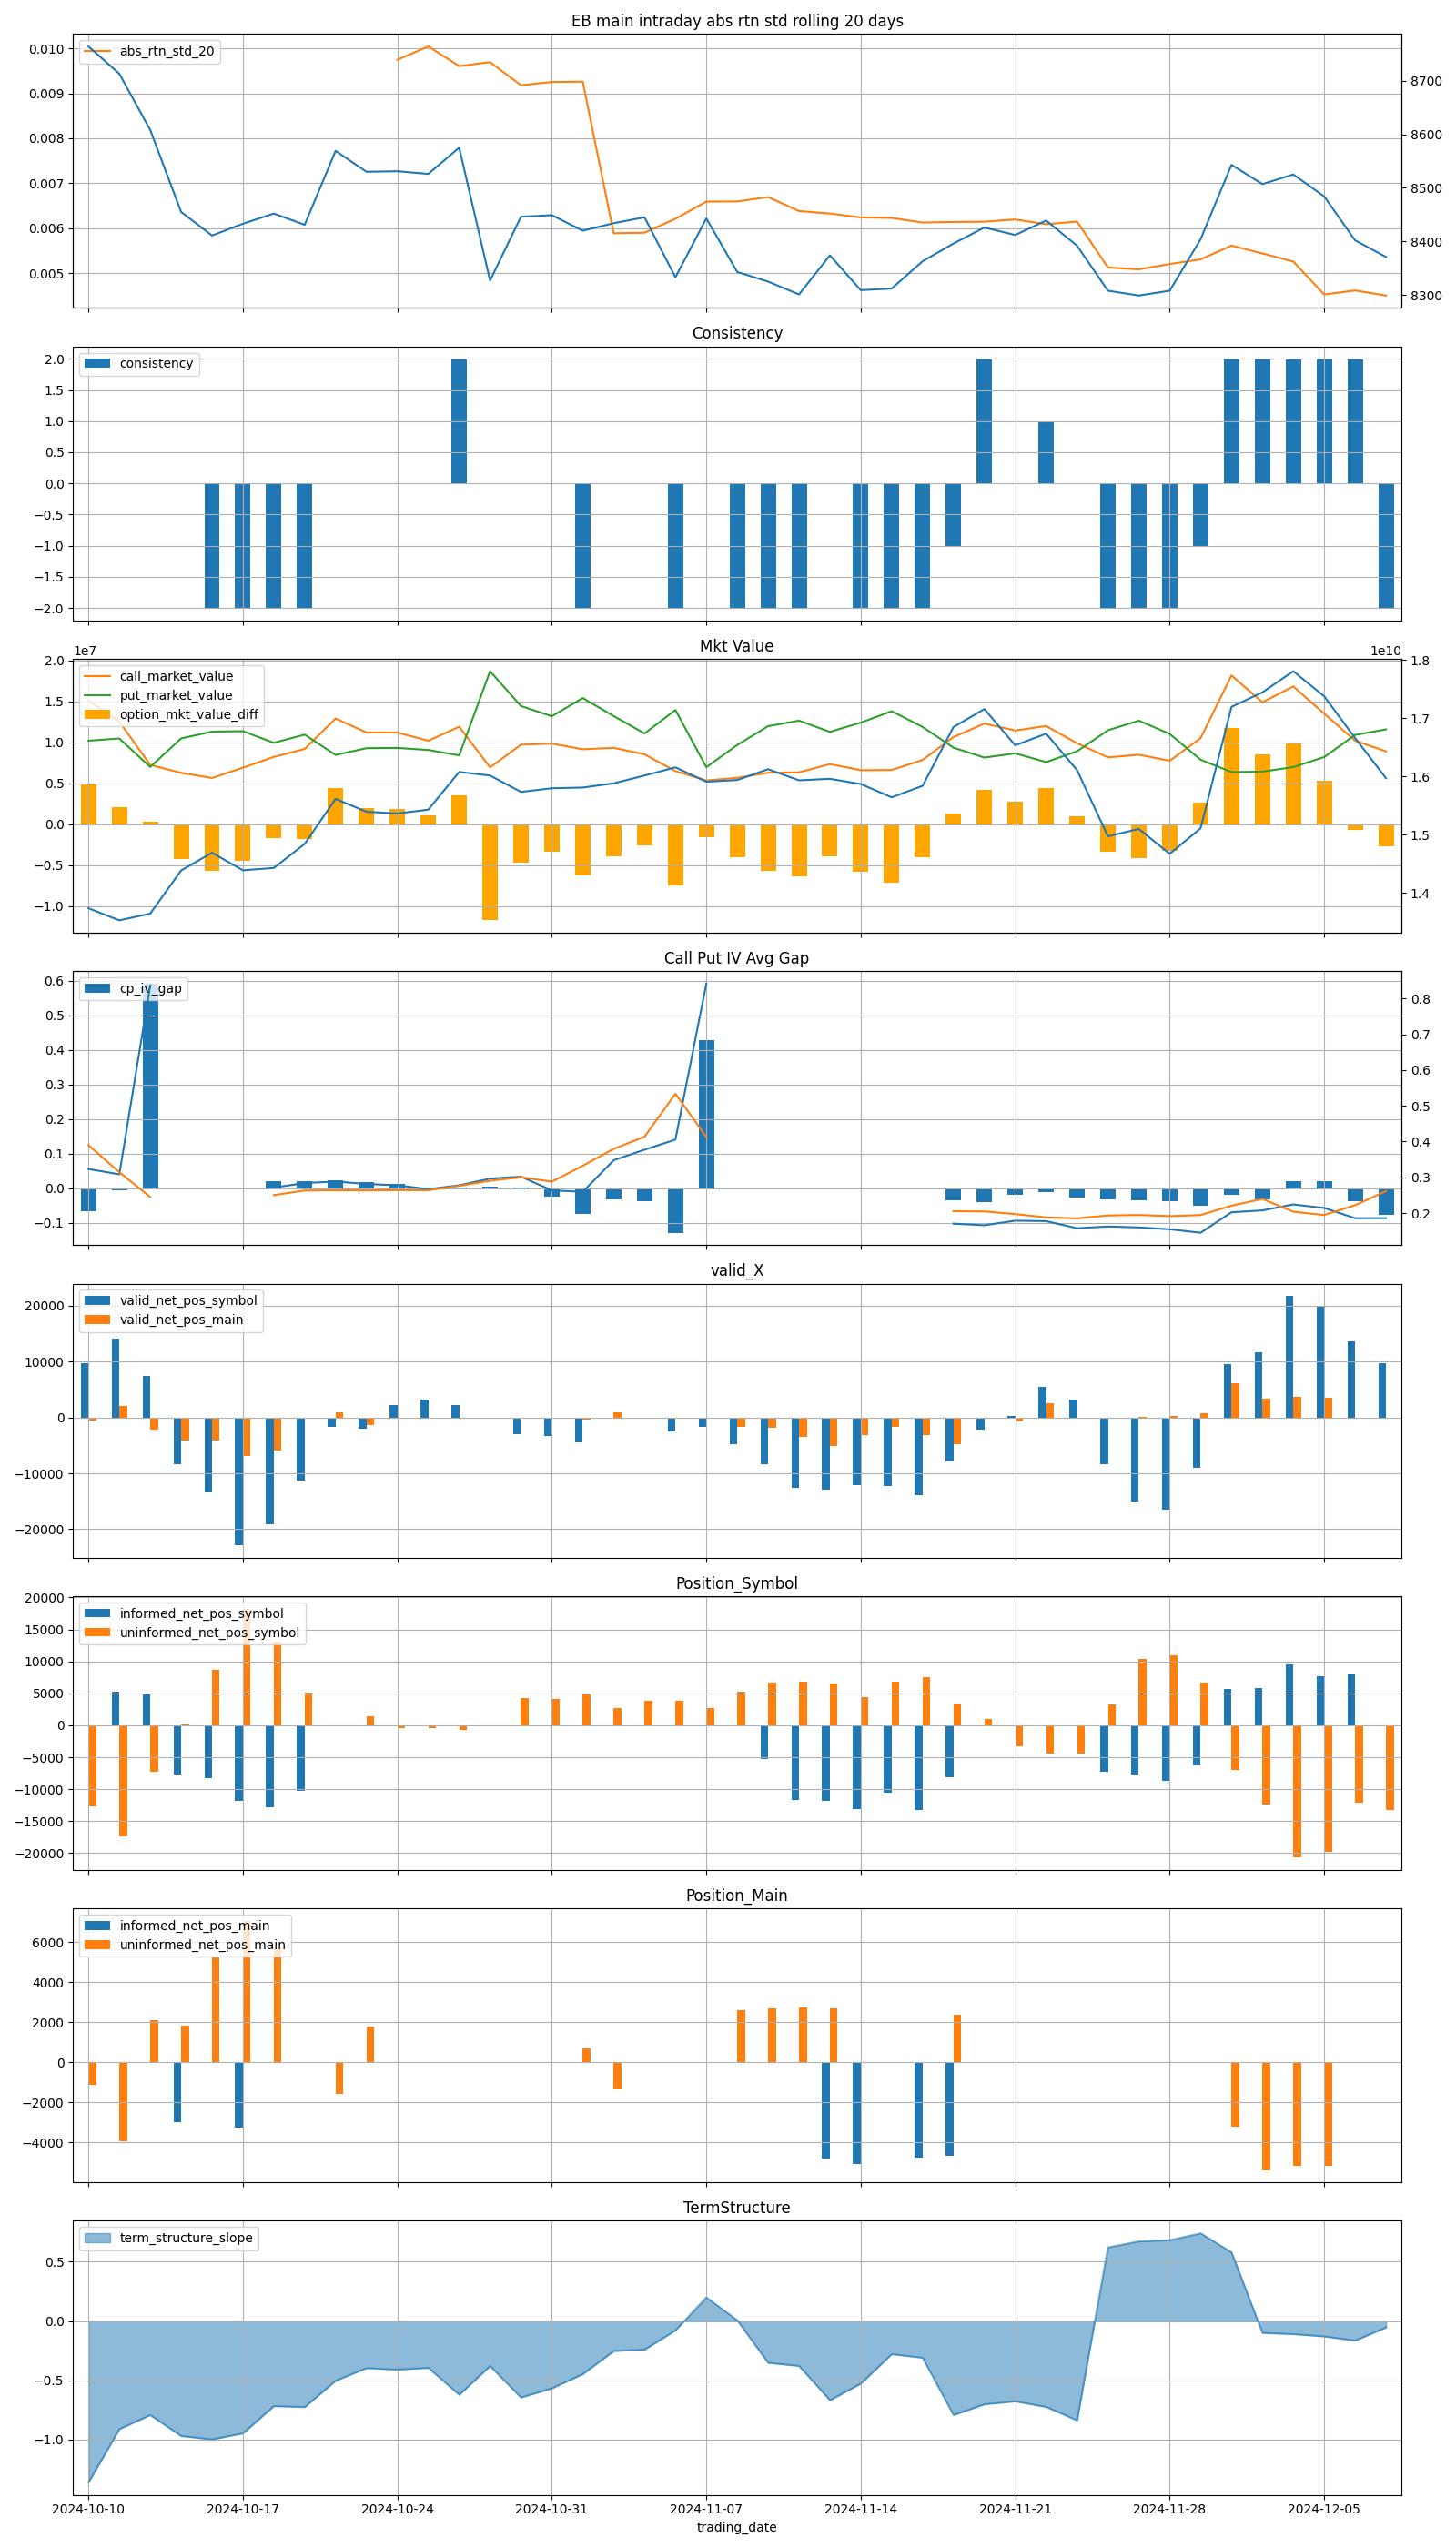 EB main intraday abs rtn std rolling 20 days
abs_rtn_std_20
0.010
0.009
0.008
0.007
0.006
0.005
8700
8600
8500
8400
8300
Consistency
consistency
2.0
1.5
1.0
0.5
0.0
−0.5
−1.0
−1.5
−2.0
Mkt Value
1e7
1e10
call_market_value
put_market_value
option_mkt_value_diff
2.0
1.5
1.0
0.5
0.0
−0.5
−1.0
1.8
1.7
1.6
1.5
1.4
Call Put IV Avg Gap
cp_iv_gap
0.6
0.5
0.4
0.3
0.2
0.1
0.0
−0.1
0.8
0.7
0.6
0.5
0.4
0.3
0.2
valid_X
valid_net_pos_symbol
valid_net_pos_main
20000
10000
0
−10000
−20000
Position_Symbol
informed_net_pos_symbol
uninformed_net_pos_symbol
20000
15000
10000
5000
0
−5000
−10000
−15000
−20000
Position_Main
informed_net_pos_main
uninformed_net_pos_main
6000
4000
2000
0
−2000
−4000
TermStructure
term_structure_slope
0.5
0.0
−0.5
−1.0
2024-10-10 2024-10-17 2024-10-24 2024-10-31 2024-11-07 2024-11-14 2024-11-21 2024-11-28 2024-12-05
trading_date